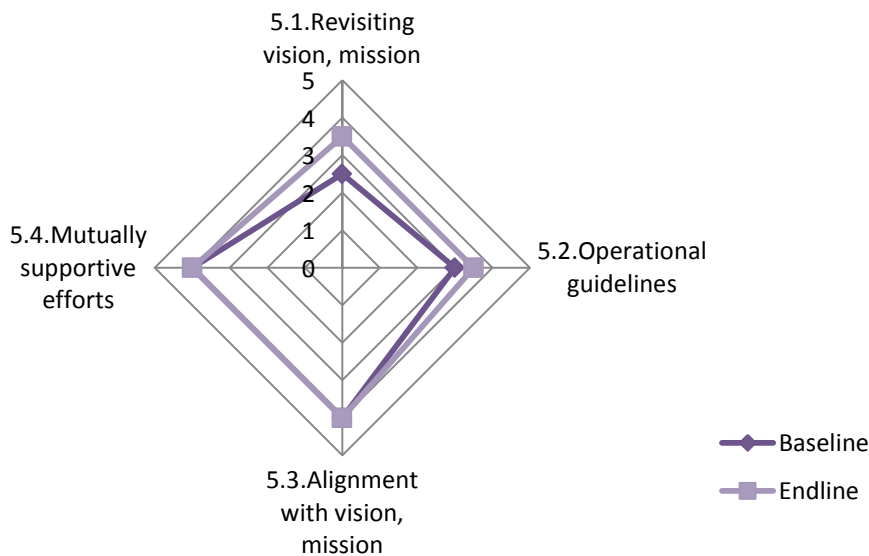 5.1.Revisiting
vision, mission
5
4
3
2
1
0
5.2.Operational
guidelines
5.3.Alignment
with vision,
mission
5.4.Mutually
supportive
efforts
Baseline
Endline